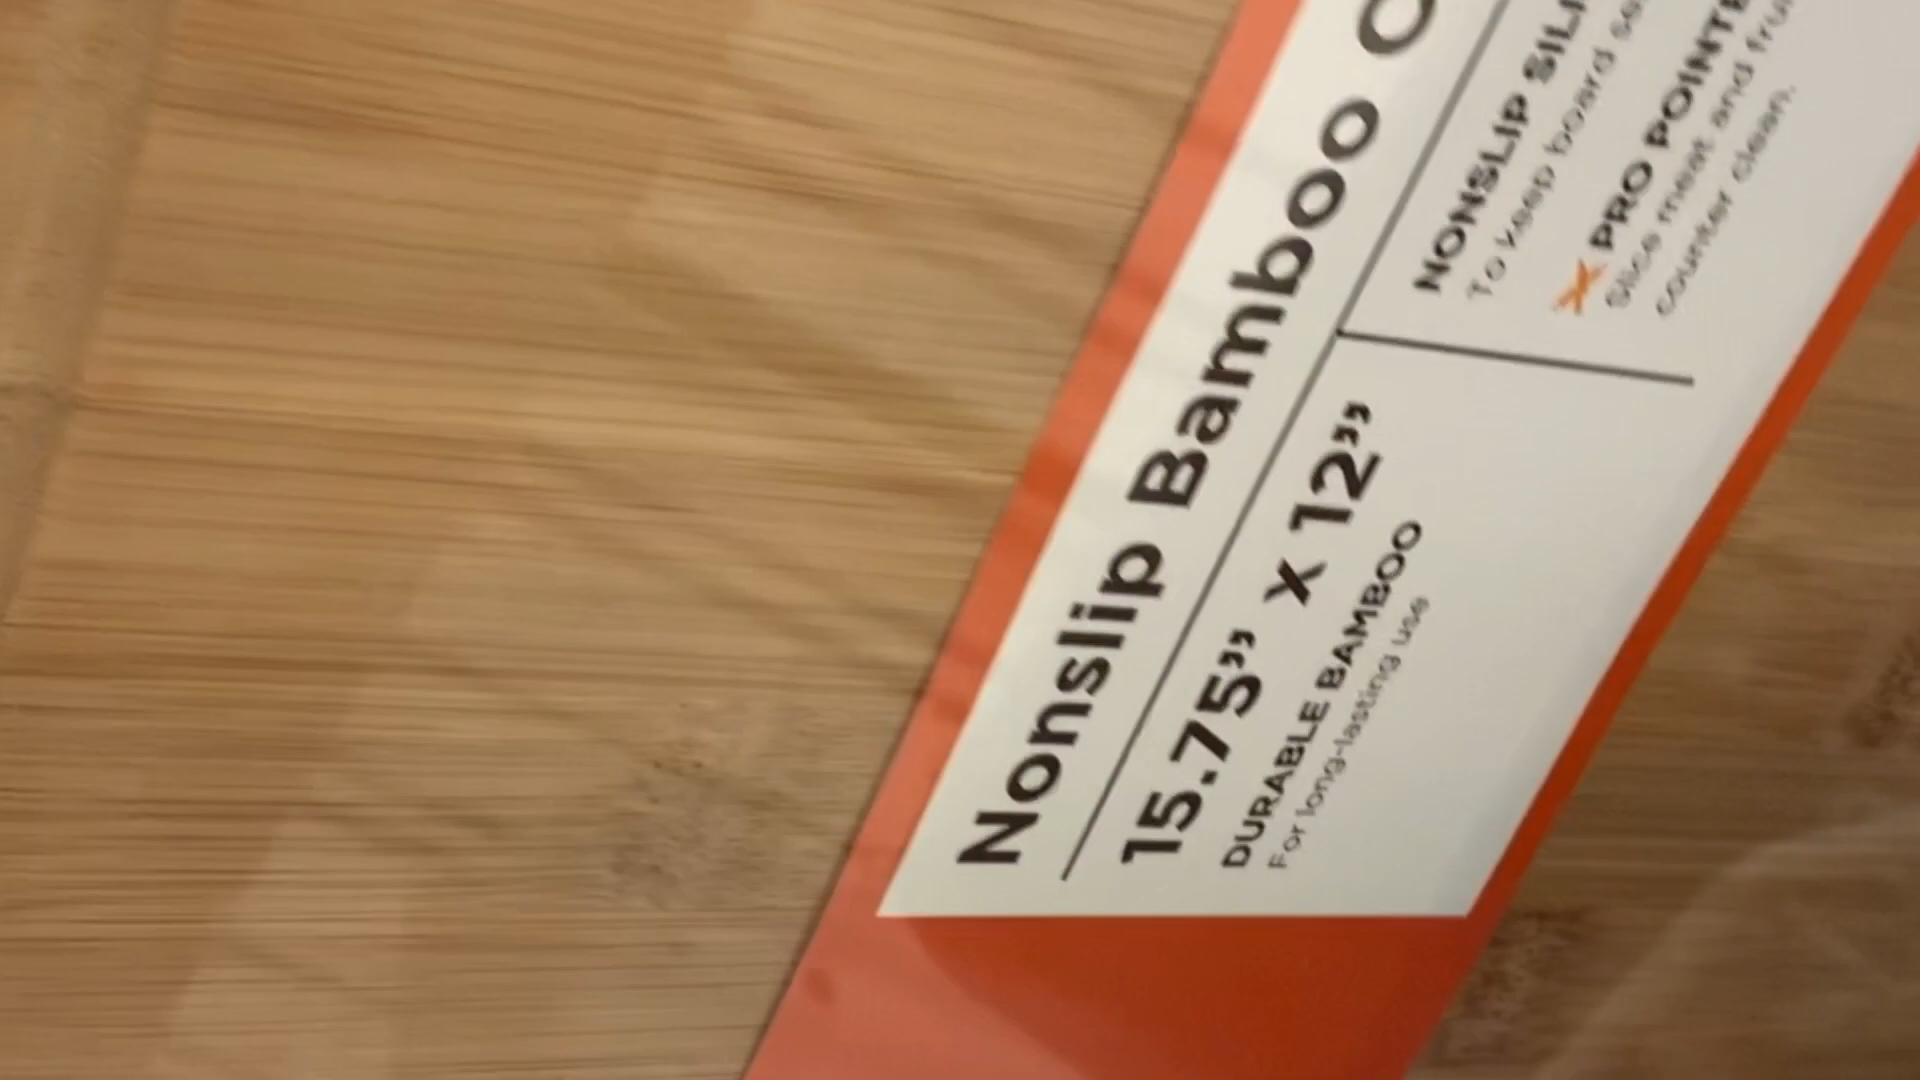 Nonslip Bamboo
15.75” x 12”
DURABLE BAMBOO
For long-lasting use
NONSLIP
To keep board
PRO
Slice meat and
counter clean.